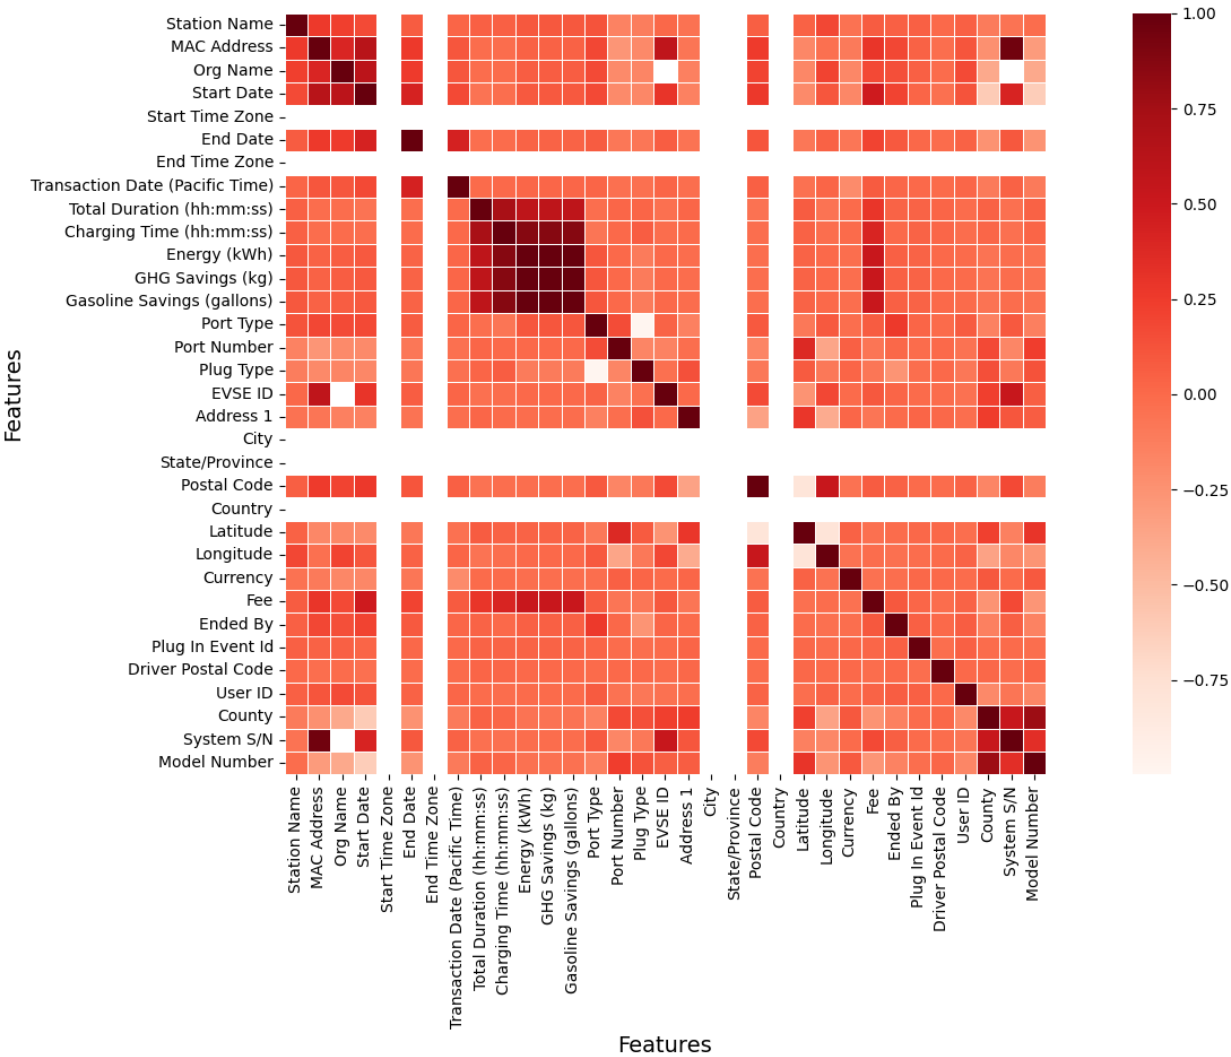 Station Name
MAC Address
Org Name
Start Date
Start Time Zone
End Date
End Time Zone
Transaction Date (Pacific Time)
Total Duration (hh:mm:ss)
Charging Time (hh:mm:ss)
Energy (kWh)
GHG Savings (kg)
Gasoline Savings (gallons)
Port Type
Port Number
Plug Type
EVSE ID
Address 1
City
State/Province
Postal Code
Country
Latitude
Longitude
Currency
Fee
Ended By
Plug In Event Id
Driver Postal Code
User ID
County
System S/N
Model Number
Features
Station Name
MAC Address
Org Name
Start Date
Start Time Zone
End Date
End Time Zone
Transaction Date (Pacific Time)
Total Duration (hh:mm:ss)
Charging Time (hh:mm:ss)
Energy (kWh)
GHG Savings (kg)
Gasoline Savings (gallons)
Port Type
Port Number
Plug Type
EVSE ID
Address 1
City
State/Province
Postal Code
Country
Latitude
Longitude
Currency
Fee
Ended By
Plug In Event Id
Driver Postal Code
User ID
County
System S/N
Model Number
Features
1.00
0.75
0.50
0.25
0.00
−0.25
−0.50
−0.75